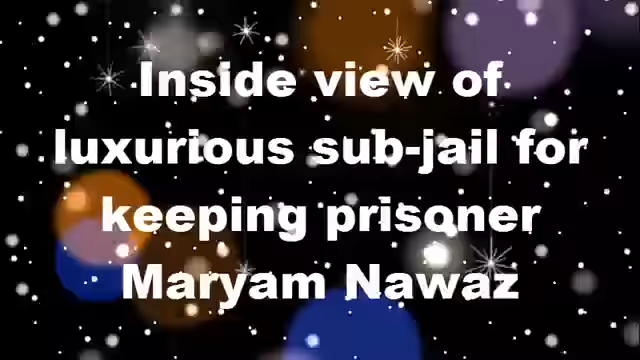 Inside view of
luxurious sub-jail for
keeping prisoner
Maryam Nawaz